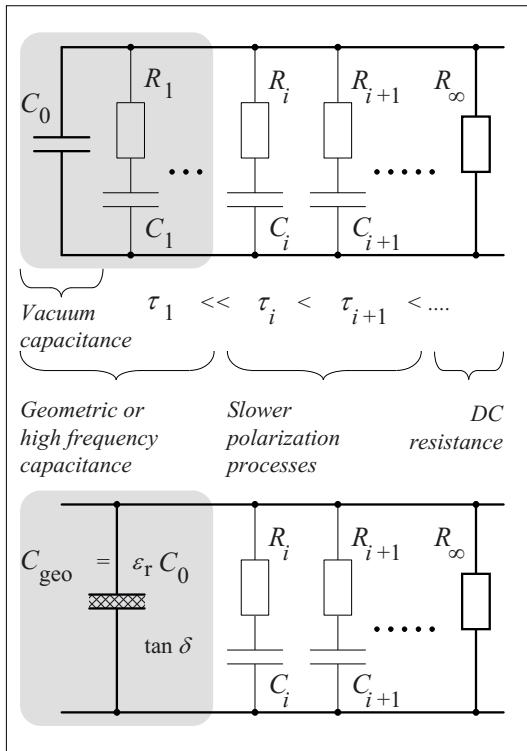 C₀ R₁ Rᵢ Rᵢ₊₁ R∞
C₁ Cᵢ Cᵢ₊₁
Vacuum capacitance
τ₁ << τᵢ < τᵢ₊₁ < ....
Geometric or
high frequency
capacitance
Slower
polarization
processes
DC
resistance
C_geo = εᵣ C₀
tan δ
Rᵢ Rᵢ₊₁ R∞
Cᵢ Cᵢ₊₁